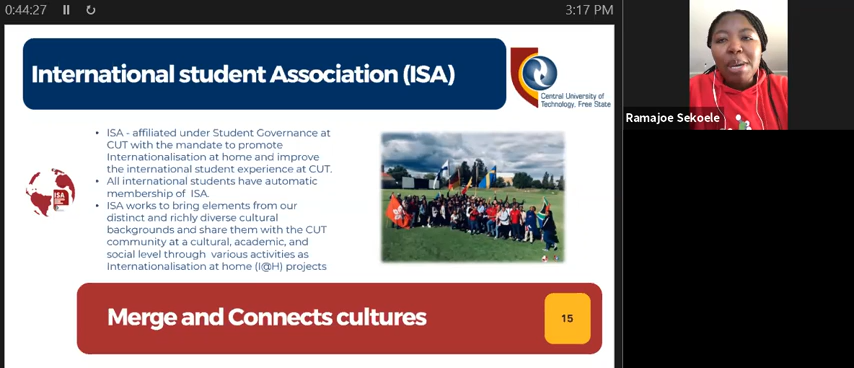 0:44:27
3:17 PM
International student Association (ISA)
Central University of
Technology, Free State
• ISA - affiliated under Student Governance at
CUT with the mandate to promote
Internationalisation at home and improve
the international student experience at CUT.
• All international students have automatic
membership of ISA.
• ISA works to bring elements from our
distinct and richly diverse cultural
backgrounds and share them with the CUT
community at a cultural, academic, and
social level through various activities as
Internationalisation at home (I@H) projects
ISA
Merge and Connects cultures
15
Ramajoe Sekoele